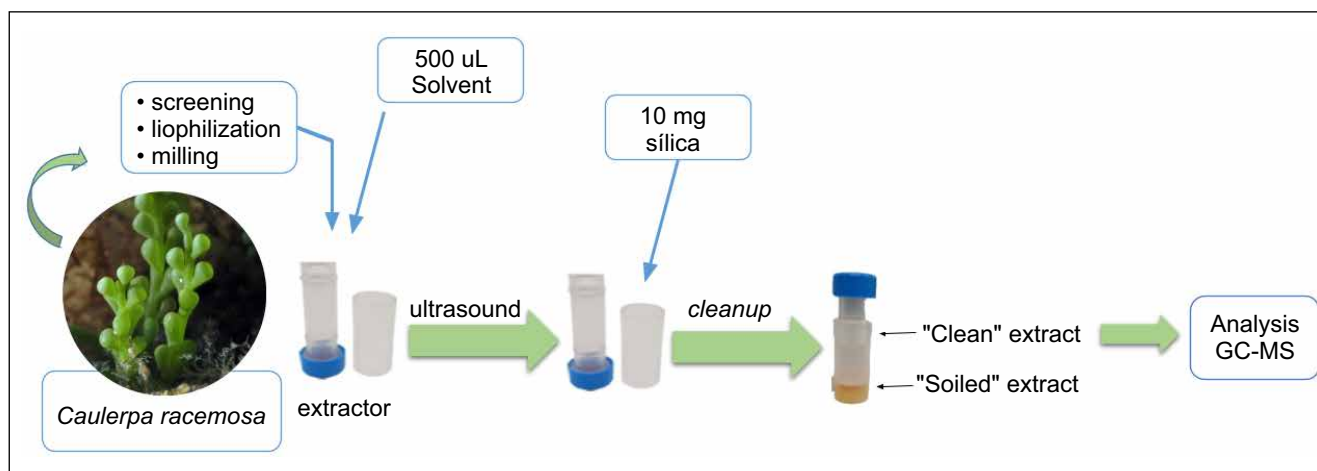 • screening
• liophilization
• milling
500 uL
Solvent
10 mg
sílica
Caulerpa racemosa
extractor
ultrasound
cleanup
"Clean" extract
"Soiled" extract
Analysis
GC-MS